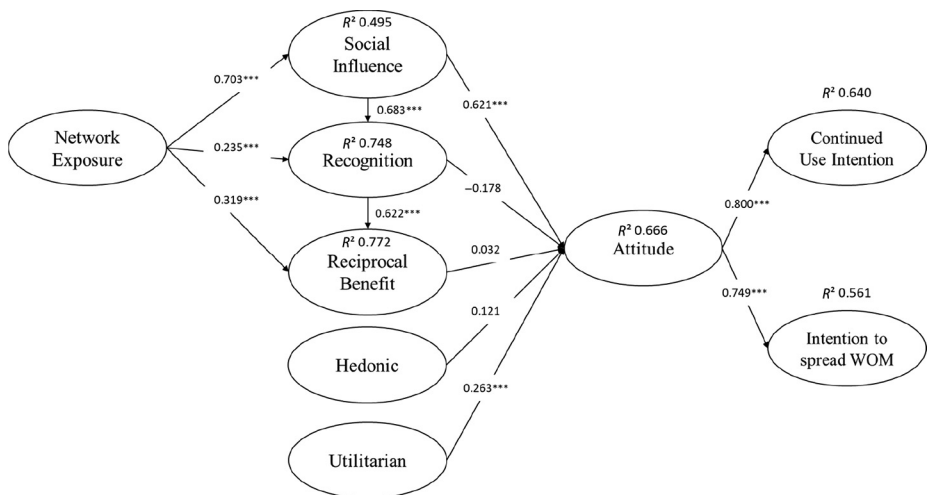 R² 0.495
Social
Influence
0.703***
0.683***
0.621***
Network
Exposure
0.235***
R² 0.748
Recognition
−0.178
0.319***
0.622***
R² 0.772
Reciprocal
Benefit
0.032
Hedonic
0.121
Utilitarian
0.263***
R² 0.666
Attitude
R² 0.640
Continued
Use Intention
0.800***
0.749***
R² 0.561
Intention to
spread WOM